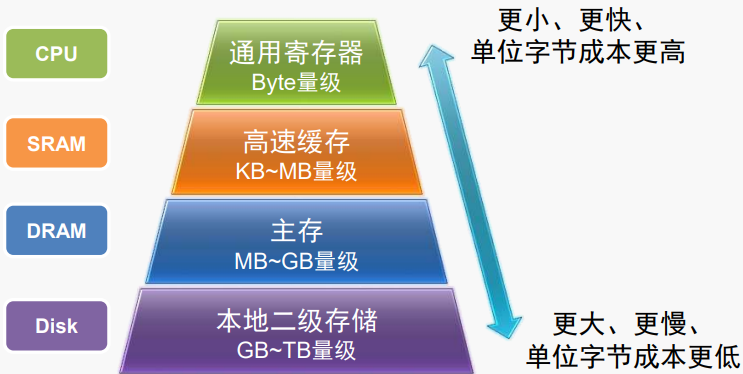 更小、更快、
单位字节成本更高
CPU
通用寄存器
Byte量级
SRAM
高速缓存
KB~MB量级
DRAM
主存
MB~GB量级
Disk
本地二级存储
GB~TB量级
更大、更慢、
单位字节成本更低